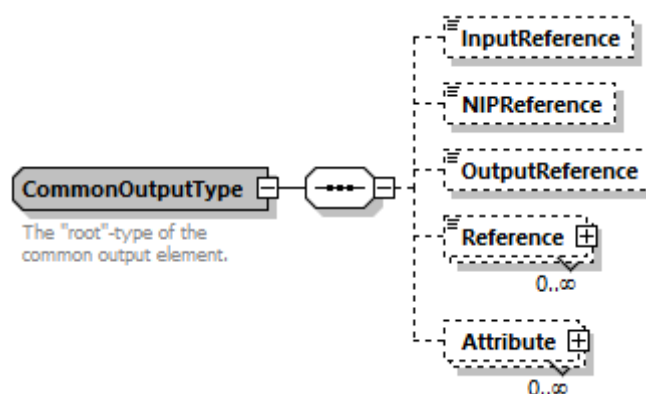 InputReference
NIPReference
OutputReference
CommonOutputType
The "root"-type of the
common output element.
Reference
0..∞
Attribute
0..∞